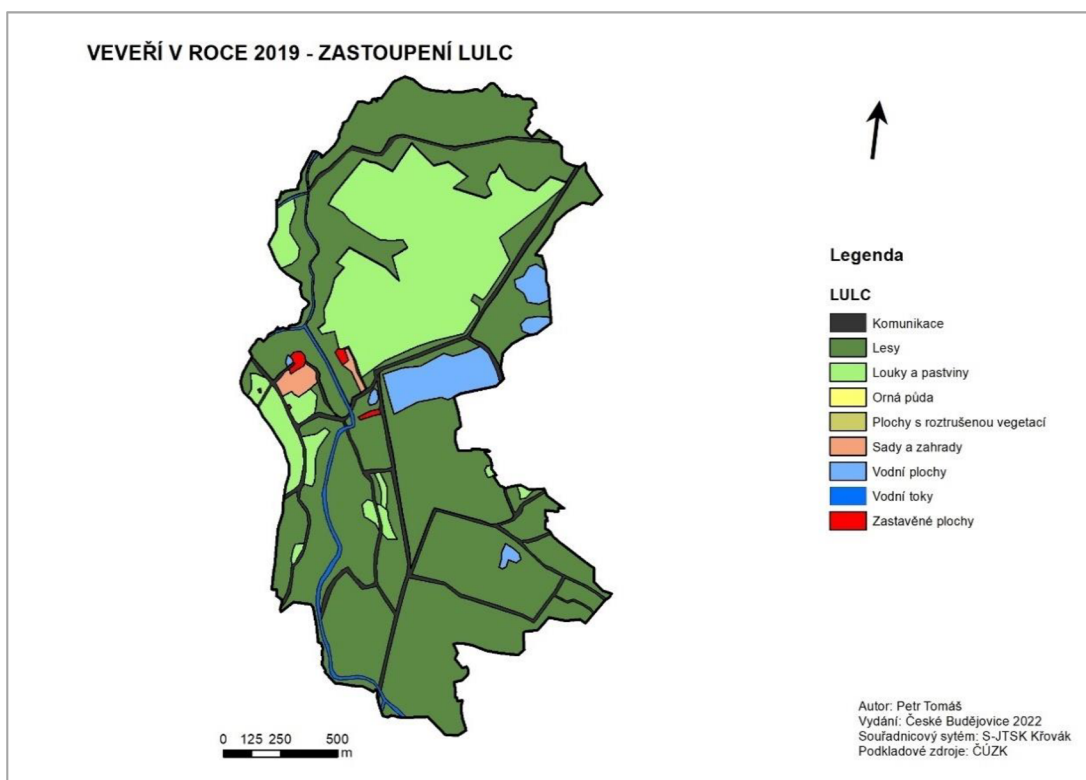 VEVEŘÍ V ROCE 2019 - ZASTOUPENÍ LULC
Legenda
LULC
Komunikace
Lesy
Louky a pastviny
Orná půda
Plochy s roztrušenou vegetací
Sady a zahrady
Vodní plochy
Vodní toky
Zastavěné plochy
0 125 250 500
m
Autor: Petr Tomáš
Vydání: České Budějovice 2022
Souřadnicový sytém: S-JTSK Křovák
Podkladové zdroje: ČÚZK